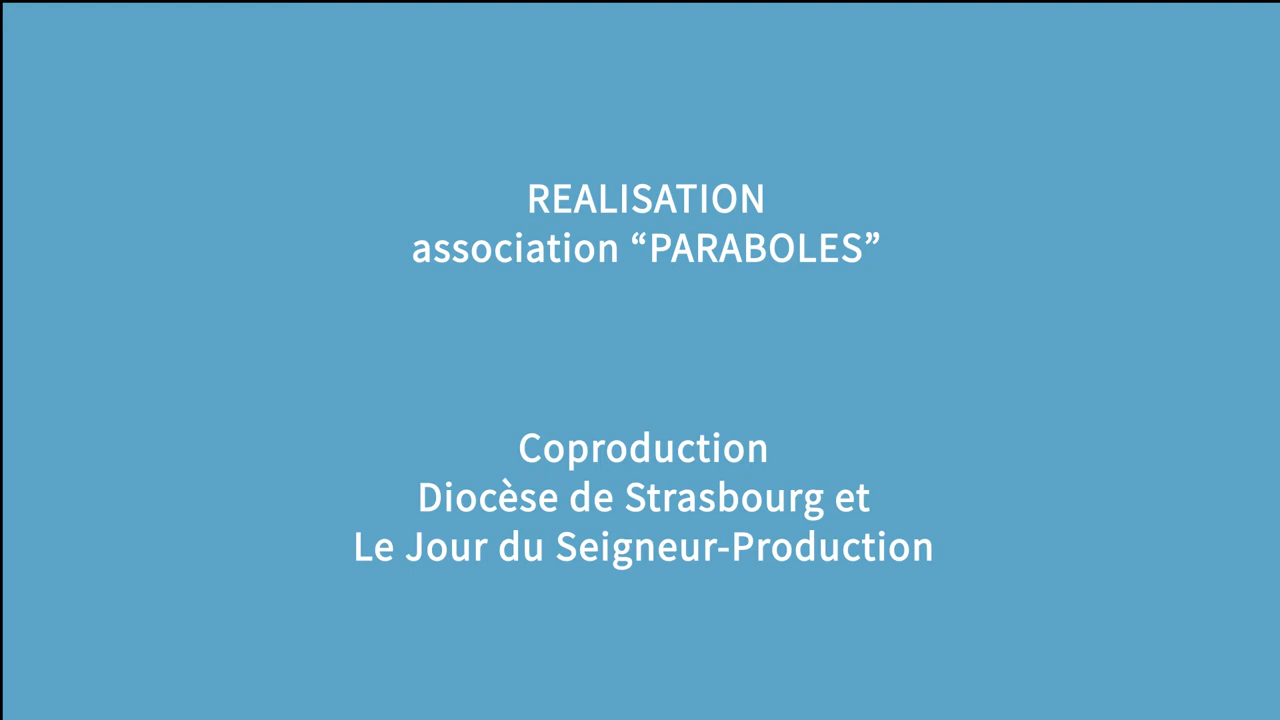 REALISATION
association “PARABOLES”
Coproduction
Diocèse de Strasbourg et
Le Jour du Seigneur-Production